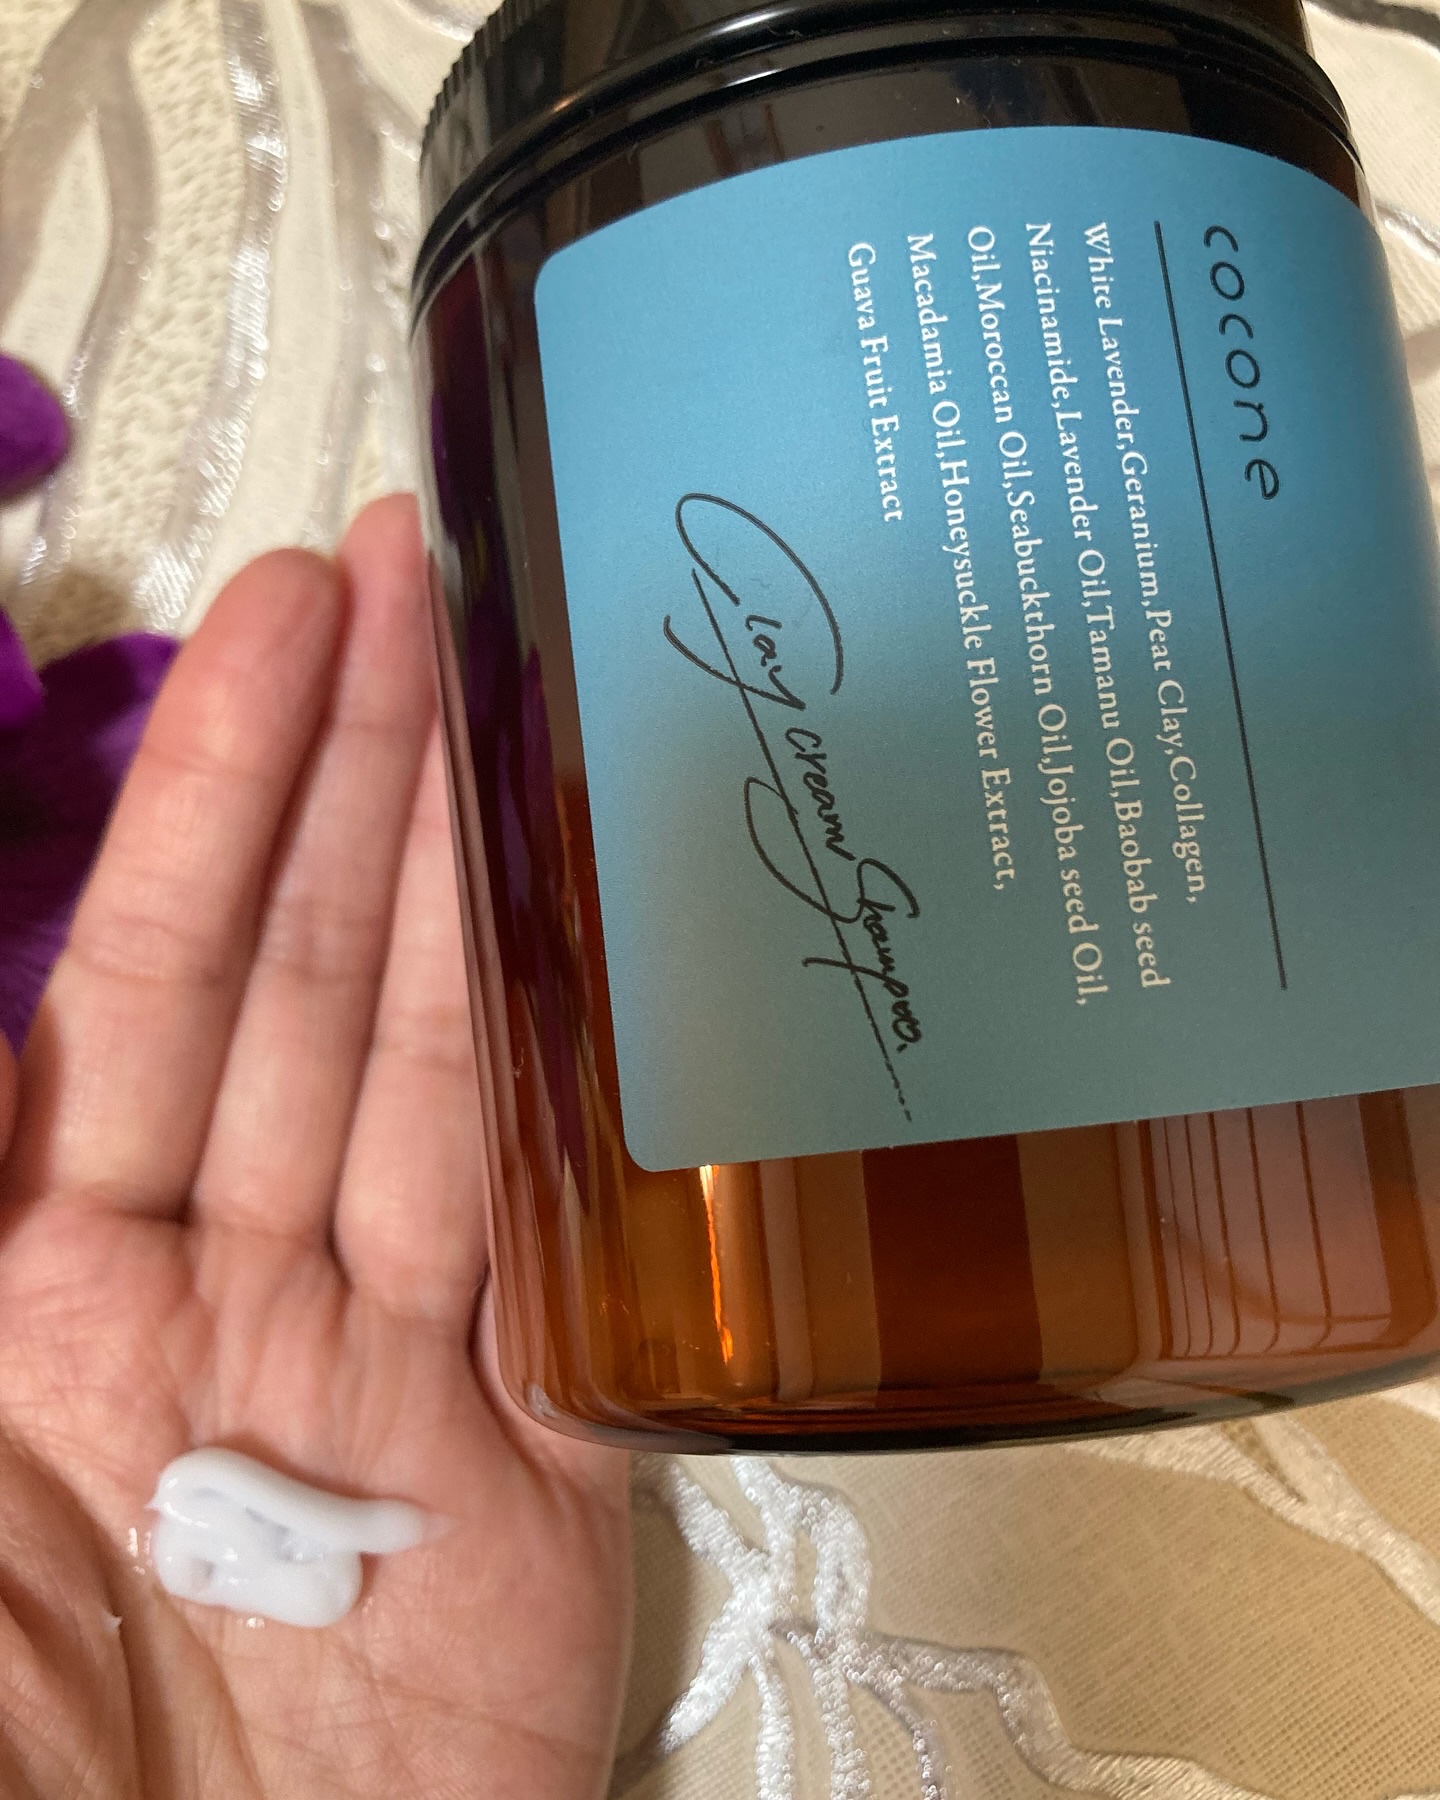 cocone
White Lavender,Geranium,Peat Clay,Collagen,
Niacinamide,Lavender Oil,Tamanu Oil,Baobab seed
Oil,Moroccan Oil,Seabuckthorn Oil,Jojoba seed Oil,
Macadamia Oil,Honeysuckle Flower Extract,
Guava Fruit Extract
Clay cream Shampoo.